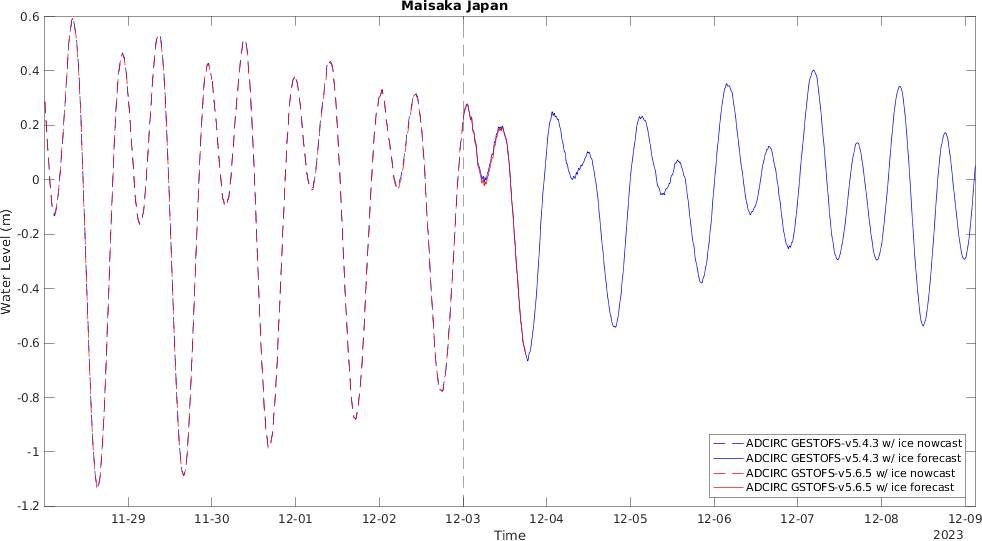 Maisaka Japan
0.6
0.4
0.2
0
-0.2
-0.4
-0.6
-0.8
-1
-1.2
Water Level (m)
ADCIRC GESTOFS-v5.4.3 w/ ice nowcast
ADCIRC GESTOFS-v5.4.3 w/ ice forecast
ADCIRC GSTOFS-v5.6.5 w/ ice nowcast
ADCIRC GSTOFS-v5.6.5 w/ ice forecast
11-29 11-30 12-01 12-02 12-03 12-04 12-05 12-06 12-07 12-08 12-09
Time
2023